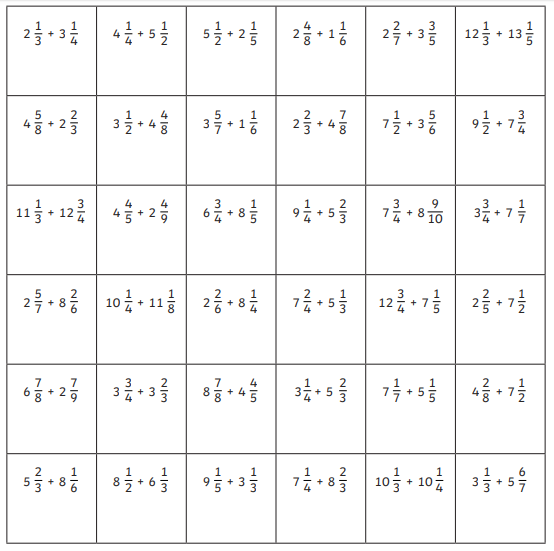 2 1/3 + 3 1/4 4 1/4 + 5 1/2 5 1/2 + 2 1/5 2 4/8 + 1 1/6 2 2/7 + 3 3/5 12 1/3 + 13 1/5
4 5/8 + 2 2/3 3 1/2 + 4 4/8 3 5/7 + 1 1/6 2 2/3 + 4 7/8 7 1/2 + 3 5/6 9 1/2 + 7 3/4
11 1/3 + 12 3/4 4 4/5 + 2 4/9 6 3/4 + 8 1/5 9 1/4 + 5 2/3 7 3/4 + 8 9/10 3 3/4 + 7 1/7
2 5/7 + 8 2/6 10 1/4 + 11 1/8 2 2/6 + 8 1/4 7 2/4 + 5 1/3 12 3/4 + 7 1/5 2 2/5 + 7 1/2
6 7/8 + 2 7/9 3 3/4 + 3 2/3 8 7/8 + 4 4/5 3 1/4 + 5 2/3 7 1/7 + 5 1/5 4 2/8 + 7 1/2
5 2/3 + 8 1/6 8 1/2 + 6 1/3 9 1/5 + 3 1/3 7 1/4 + 8 2/3 10 1/3 + 10 1/4 3 1/3 + 5 6/7